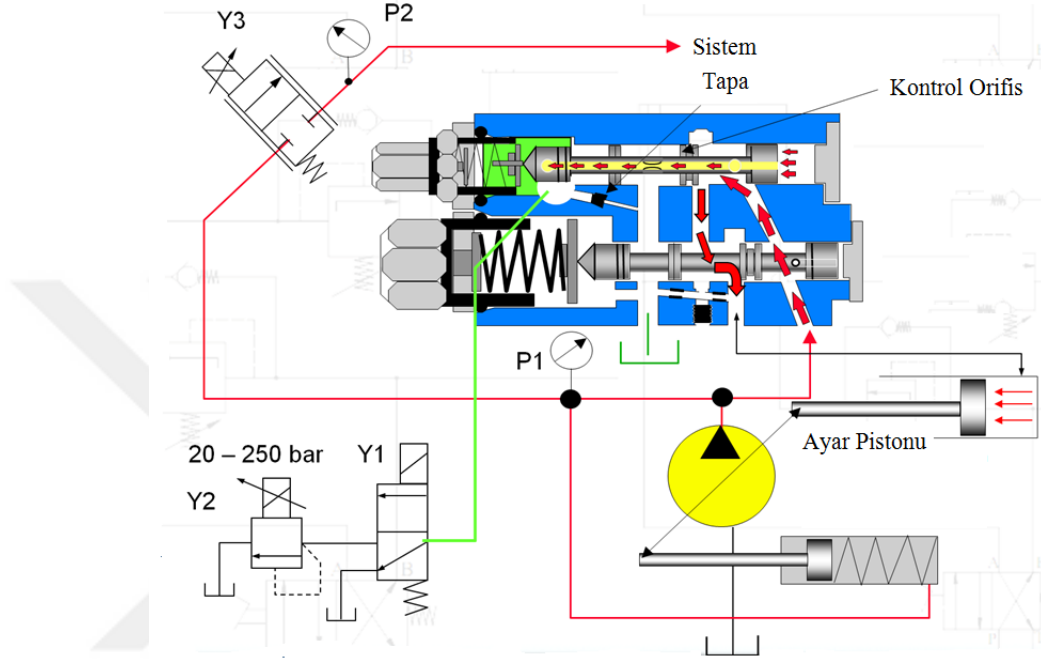 Y3
P2
Sistem
Tapa
Kontrol Orifis
P1
Ayar Pistonu
20 – 250 bar
Y1
Y2